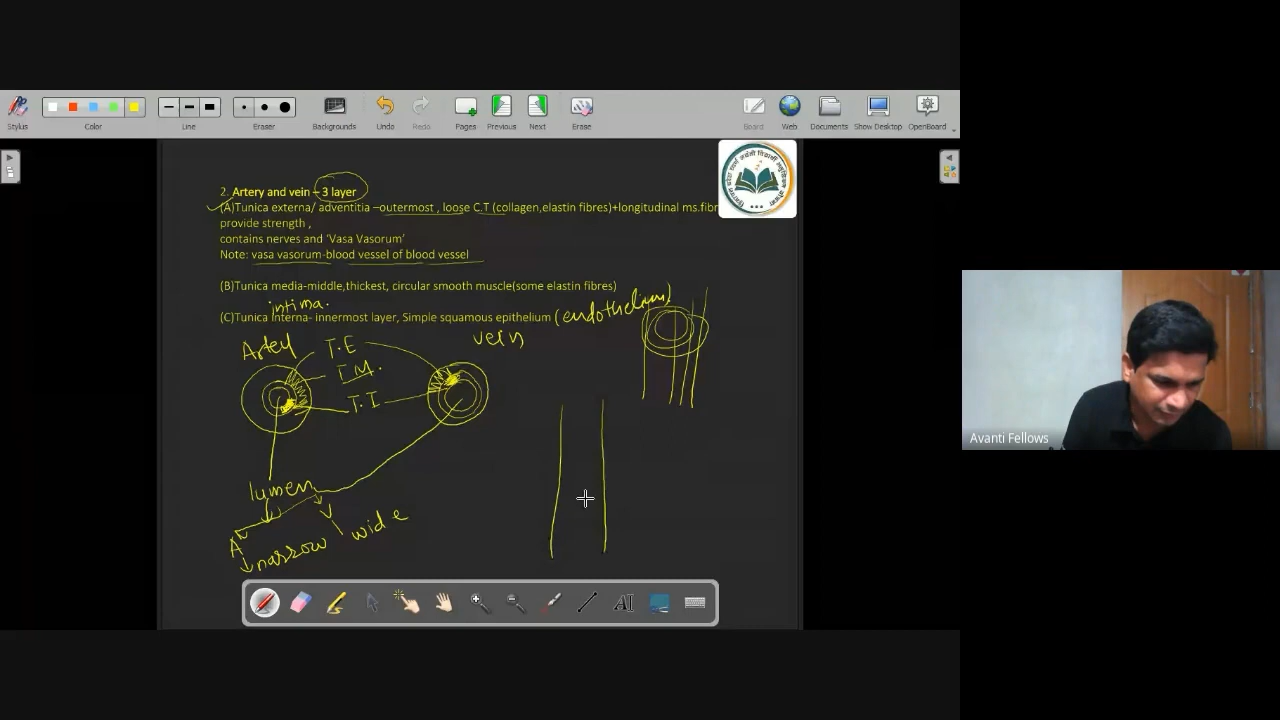 Stylus
Color
Line
Eraser
Backgrounds
Undo
Redo
Pages
Previous
Next
Erase
Board
Web
Documents
Show Desktop
OpenBoard
2. Artery and vein – 3 layer
(A)Tunica externa/ adventitia –outermost , loose C.T (collagen,elastin fibres)+longitudinal ms.fibr
provide strength ,
contains nerves and ‘Vasa Vasorum’
Note: vasa vasorum-blood vessel of blood vessel
(B)Tunica media-middle,thickest, circular smooth muscle(some elastin fibres)
intima.
(C)Tunica interna- innermost layer, Simple squamous epithelium (endothelium)
vein
T.E
T.M.
T.I
lumen
A
narrow
wide
AI
Avanti Fellows